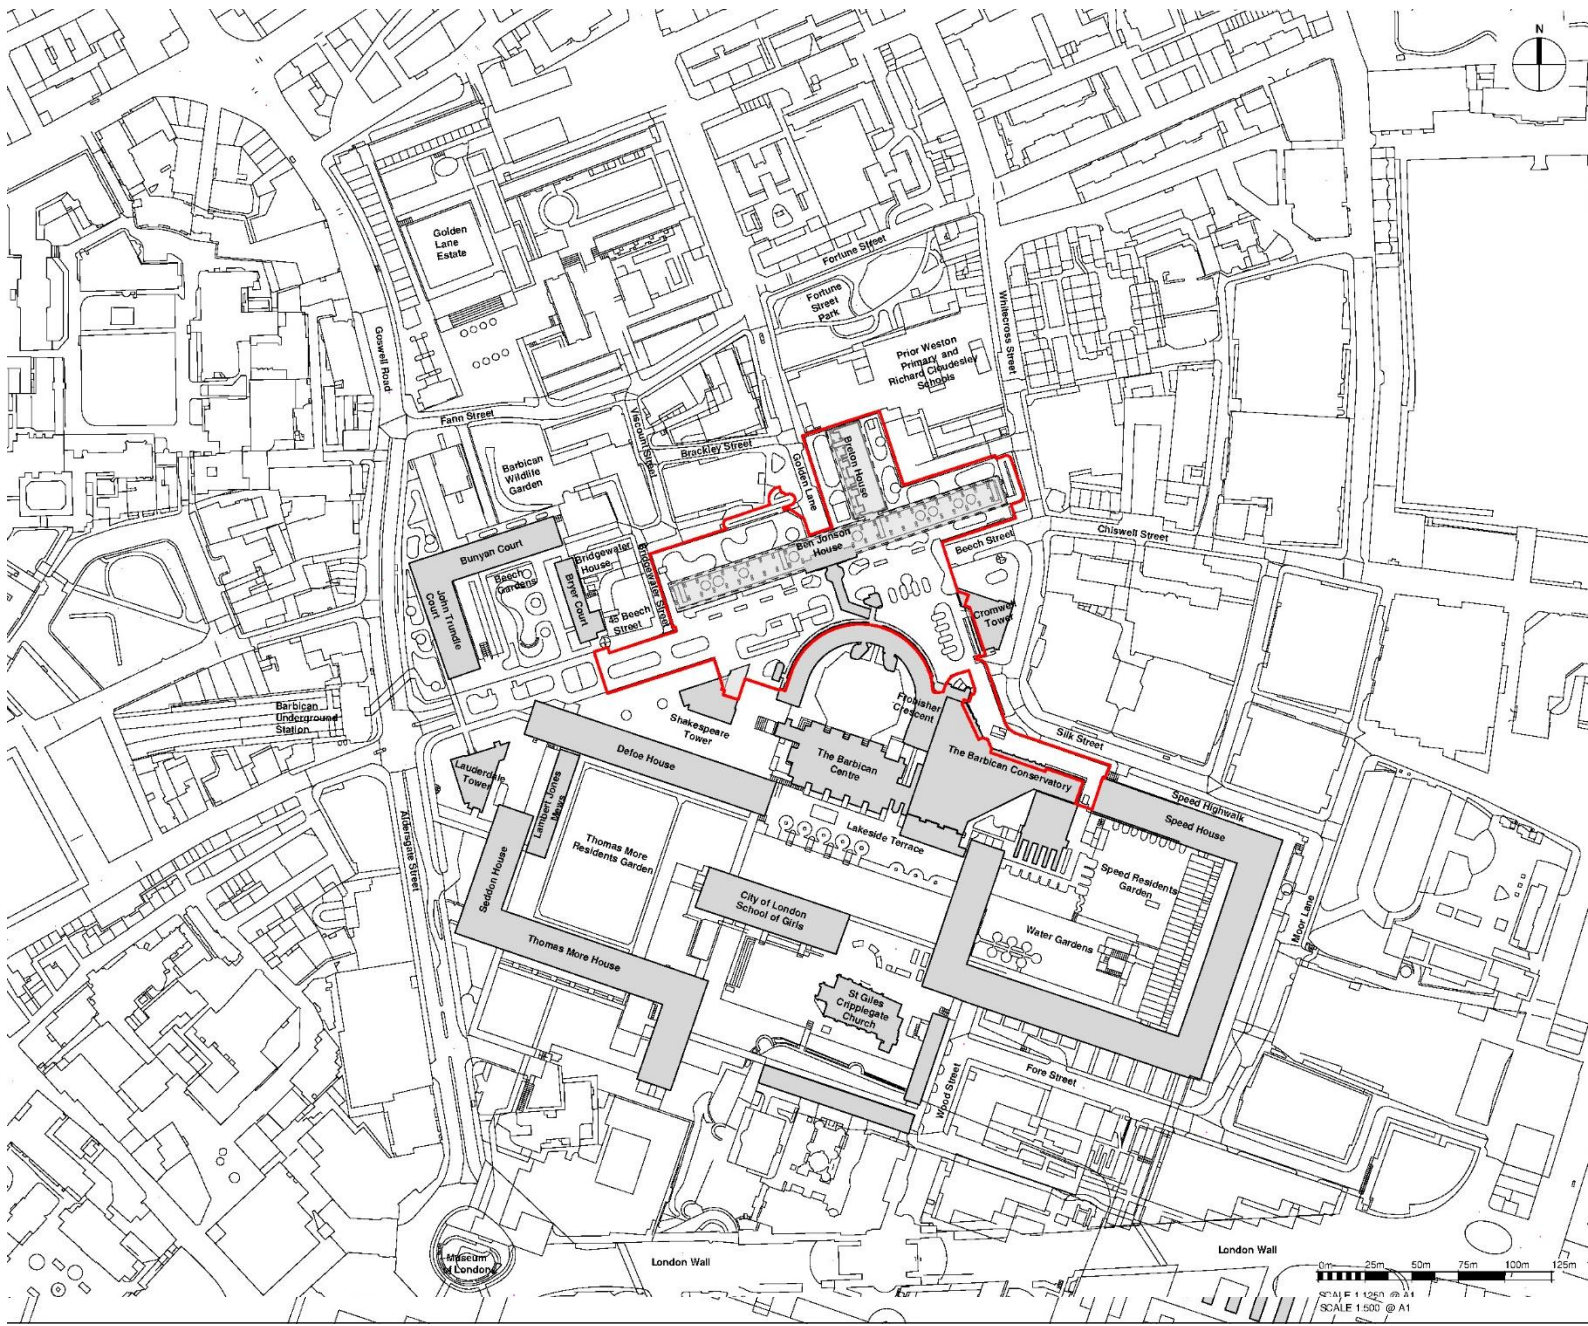 N
Golden
Lane
Estate
Fortune Street
Fortune
Street
Park
Whitecross Street
Goswell Road
Prior Weston
Primary and
Richard Cloudesley
Schools
Fann Street
Viscount Street
Brackley Street
Barbican
Wildlife
Garden
Golden Lane
Breton House
Chiswell Street
Beech Street
Ben Jonson
House
Bunyan Court
Bridgewater
House
Bridgewater Street
Beech
Gardens
Bryer Court
John Trundle
Court
45 Beech
Street
Cromwell
Tower
Barbican
Underground
Station
Shakespeare
Tower
Frobisher
Crescent
Silk Street
Defoe House
The Barbican
Centre
The Barbican Conservatory
Lauderdale
Tower
Lambert Jones
Mews
Speed Highwalk
Speed House
Aldersgate Street
Lakeside Terrace
Thomas More
Residents Garden
Seddon House
Speed Residents
Garden
City of London
School of Girls
Water Gardens
Moor Lane
Thomas More House
St Giles
Cripplegate
Church
Fore Street
Wood Street
Museum
of London
London Wall
London Wall
0m 25m 50m 75m 100m 125m
SCALE 1:1250 @ A1
SCALE 1:500 @ A1